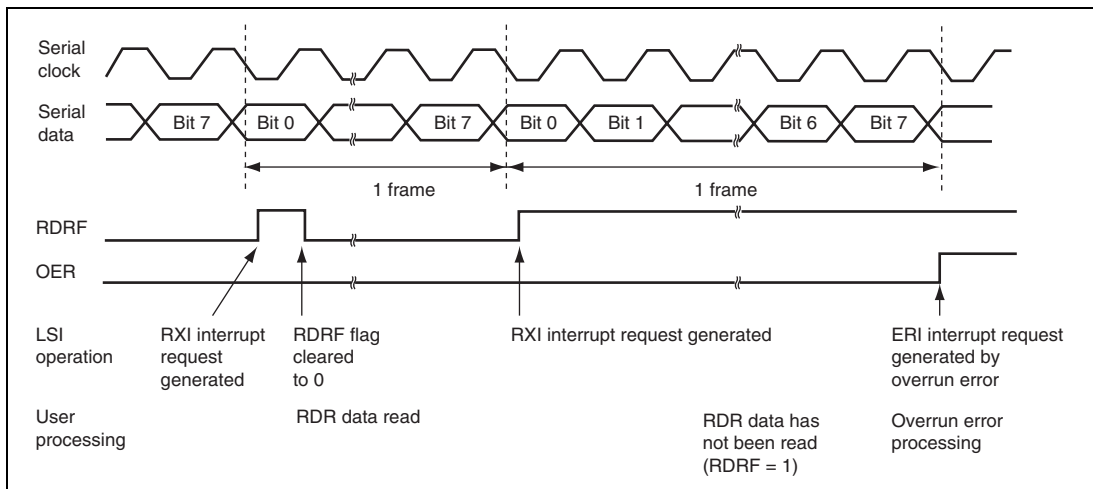 Serial
clock
Serial
data
Bit 7
Bit 0
Bit 7
Bit 0
Bit 1
Bit 6
Bit 7
1 frame
1 frame
RDRF
OER
LSI
operation
RXI interrupt
request
generated
RDRF flag
cleared
to 0
RXI interrupt request generated
ERI interrupt request
generated by
overrun error
User
processing
RDR data read
RDR data has
not been read
(RDRF = 1)
Overrun error
processing